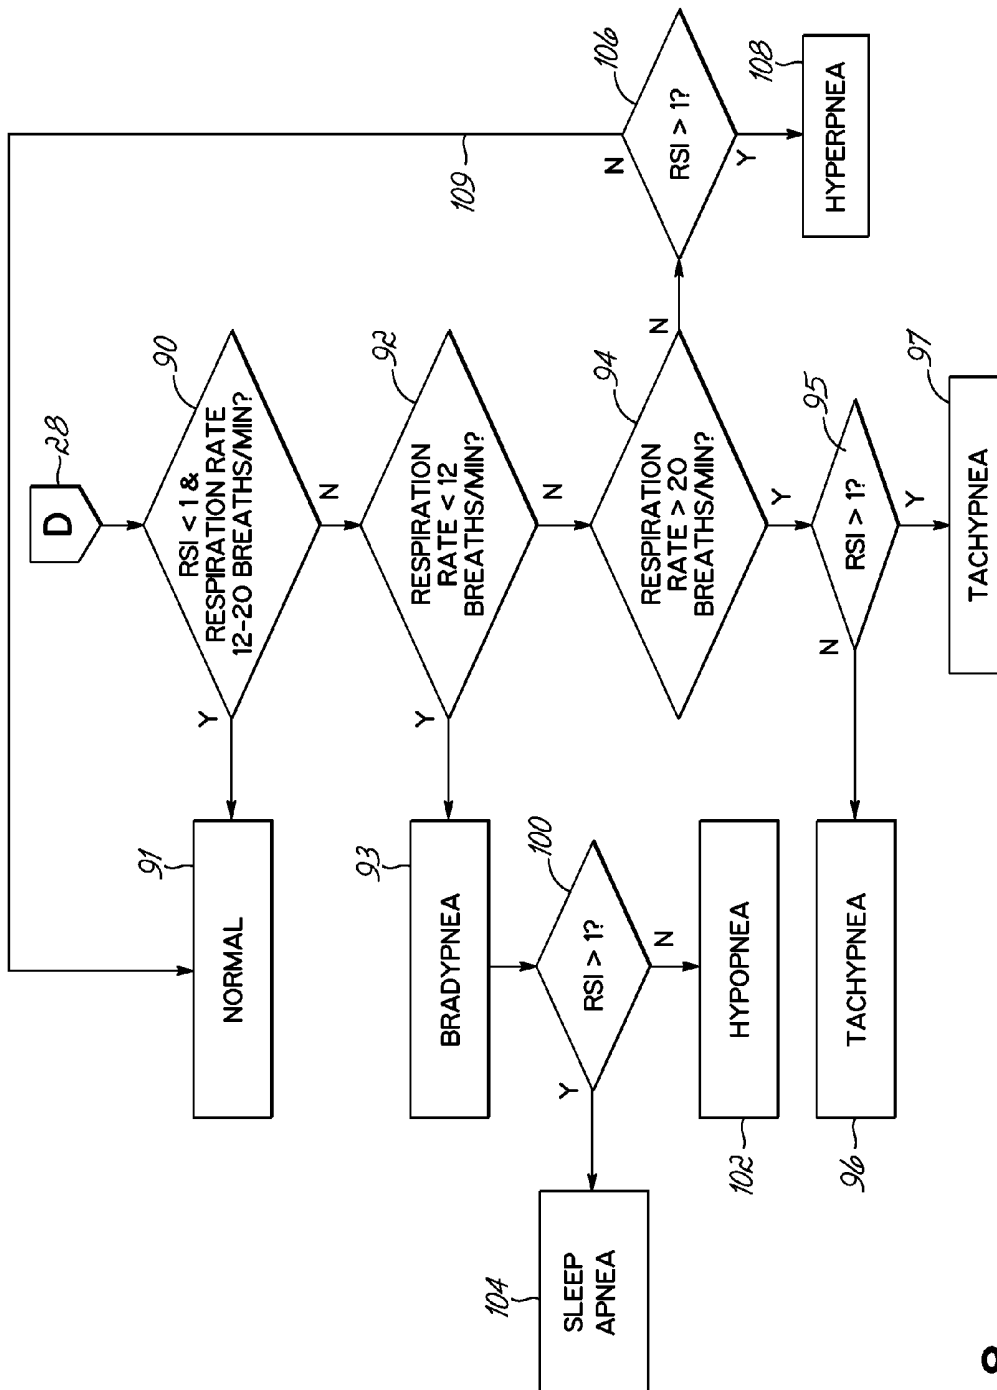 28
D
90
RSI < 1 &
RESPIRATION RATE
12-20 BREATHS/MIN?
Y
N
91
NORMAL
92
RESPIRATION
RATE < 12
BREATHS/MIN?
Y
N
93
BRADYPNEA
100
RSI > 1?
Y
N
104
SLEEP
APNEA
102
HYPOPNEA
94
RESPIRATION
RATE > 20
BREATHS/MIN?
N
Y
106
RSI > 1?
N
Y
109
108
HYPERPNEA
95
RSI > 1?
N
Y
96
TACHYPNEA
97
TACHYPNEA